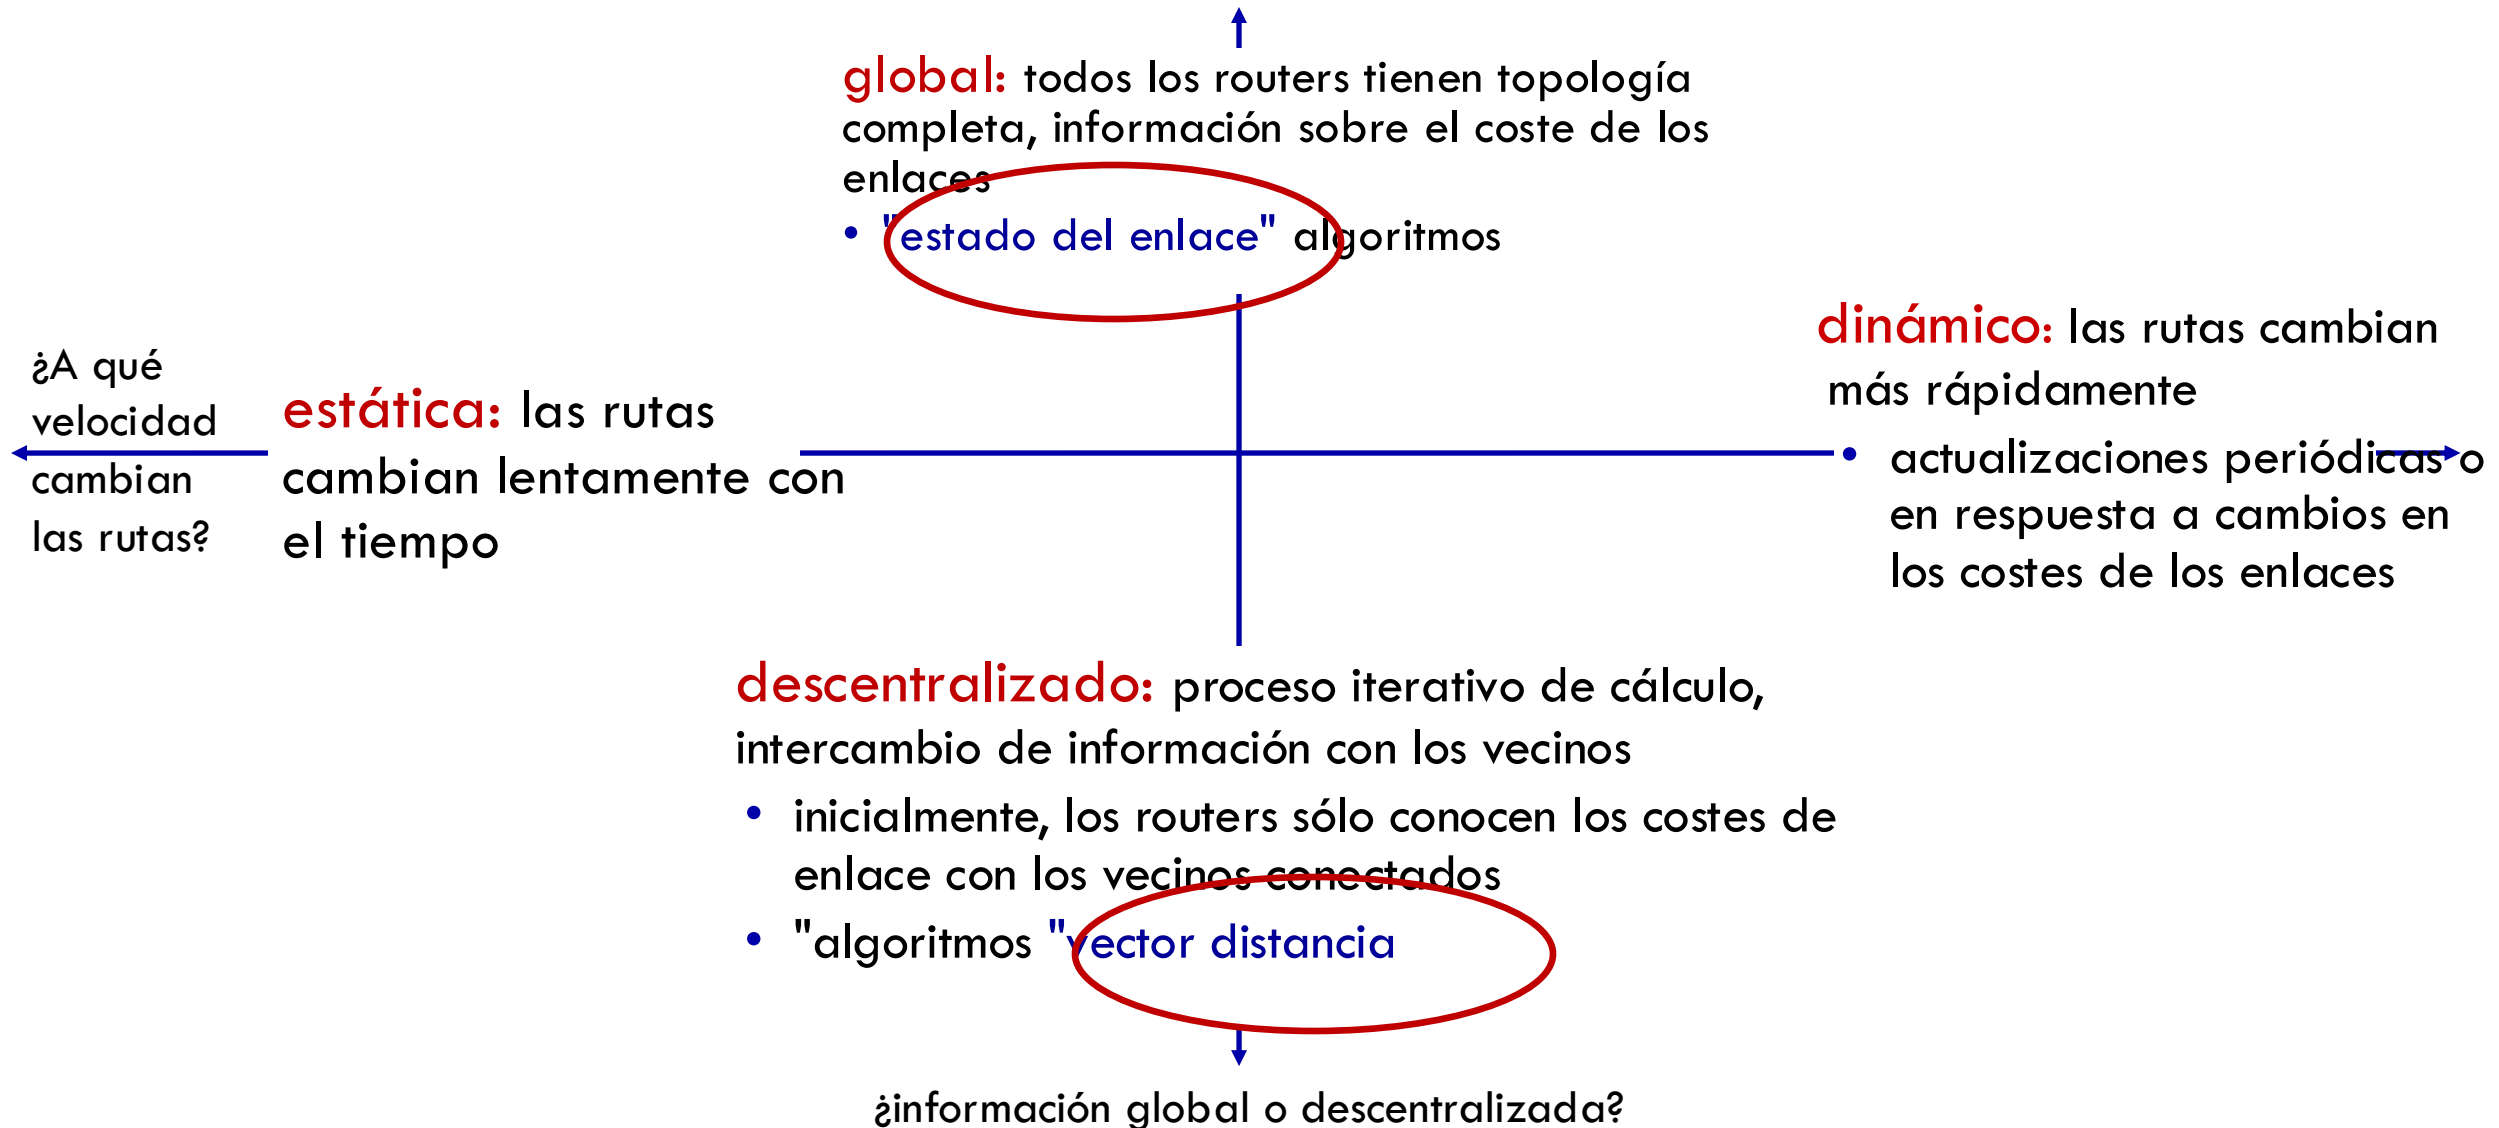 global: todos los routers tienen topología
completa, información sobre el coste de los
enlaces
• "estado del enlace" algoritmos
¿A qué
velocidad
cambian
las rutas?
estática: las rutas
cambian lentamente con
el tiempo
dinámico: las rutas cambian
más rápidamente
• actualizaciones periódicas o
en respuesta a cambios en
los costes de los enlaces
descentralizado: proceso iterativo de cálculo,
intercambio de información con los vecinos
• inicialmente, los routers sólo conocen los costes de
enlace con los vecinos conectados
• "algoritmos "vector distancia
¿información global o descentralizada?